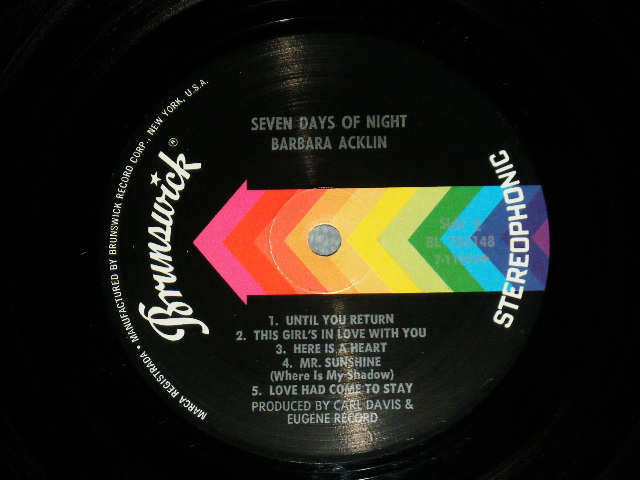 SEVEN DAYS OF NIGHT
BARBARA ACKLIN
Brunswick®
MARCA REGISTRADA • MANUFACTURED BY BRUNSWICK RECORD CORP., NEW YORK, U.S.A.
STEREOPHONIC
1. UNTIL YOU RETURN
2. THIS GIRL'S IN LOVE WITH YOU
3. HERE IS A HEART
4. MR. SUNSHINE
(Where Is My Shadow)
5. LOVE HAD COME TO STAY
PRODUCED BY CARL DAVIS &
EUGENE RECORD